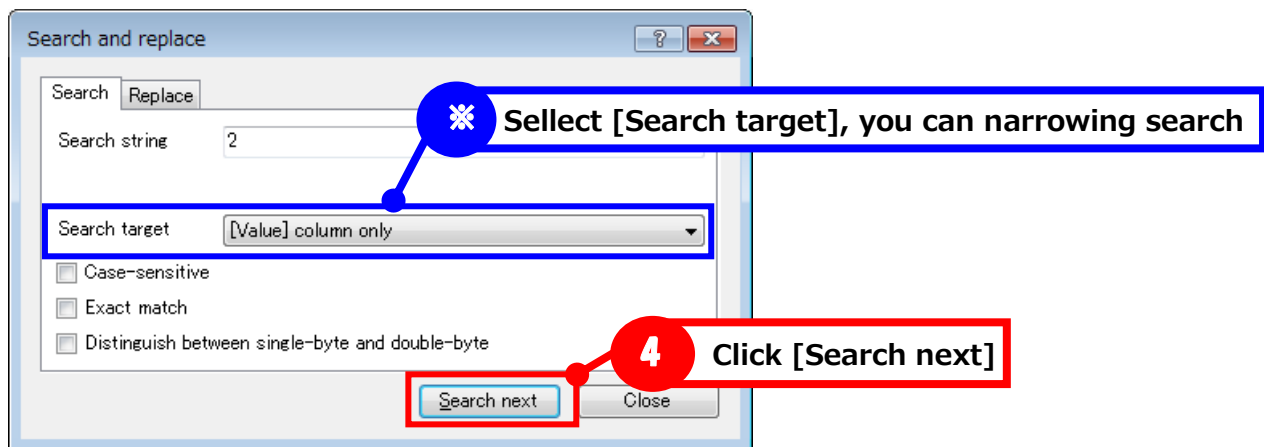 Search and replace
?
Search Replace
Search string 2
※ Sellect [Search target], you can narrowing search
Search target [Value] column only
Case-sensitive
Exact match
Distinguish between single-byte and double-byte
4 Click [Search next]
Search next Close